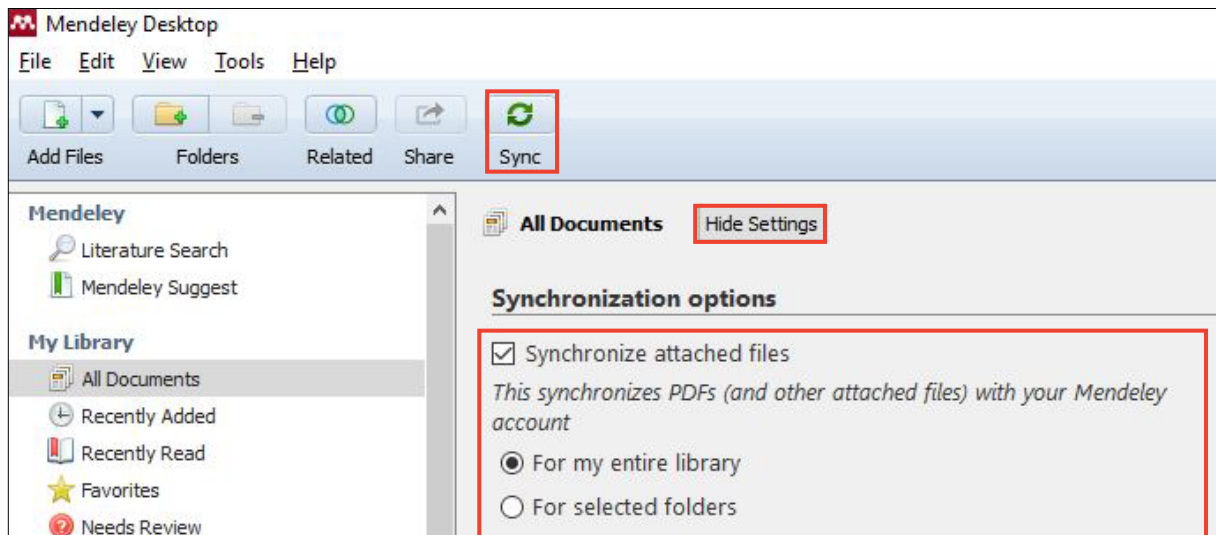 Mendeley Desktop
File Edit View Tools Help
Add Files Folders Related Share Sync
Mendeley
Literature Search
Mendeley Suggest
My Library
All Documents
Recently Added
Recently Read
Favorites
Needs Review
All Documents Hide Settings
Synchronization options
Synchronize attached files
This synchronizes PDFs (and other attached files) with your Mendeley
account
For my entire library
For selected folders